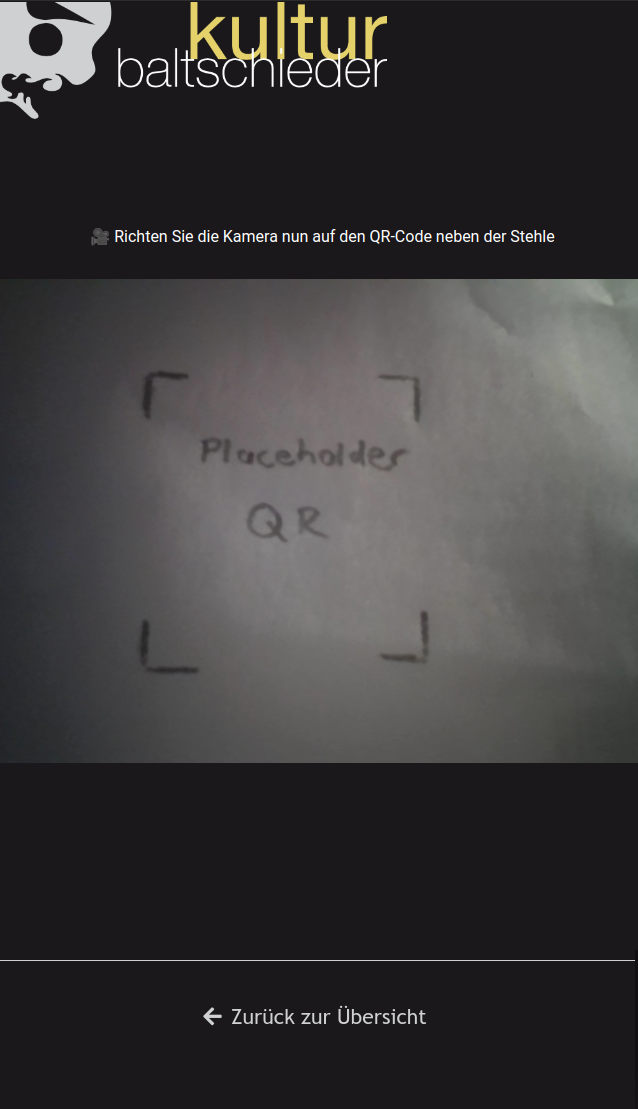 kultur
baltschieder
Richten Sie die Kamera nun auf den QR-Code neben der Stehle
Placeholder
QR
Zurück zur Übersicht